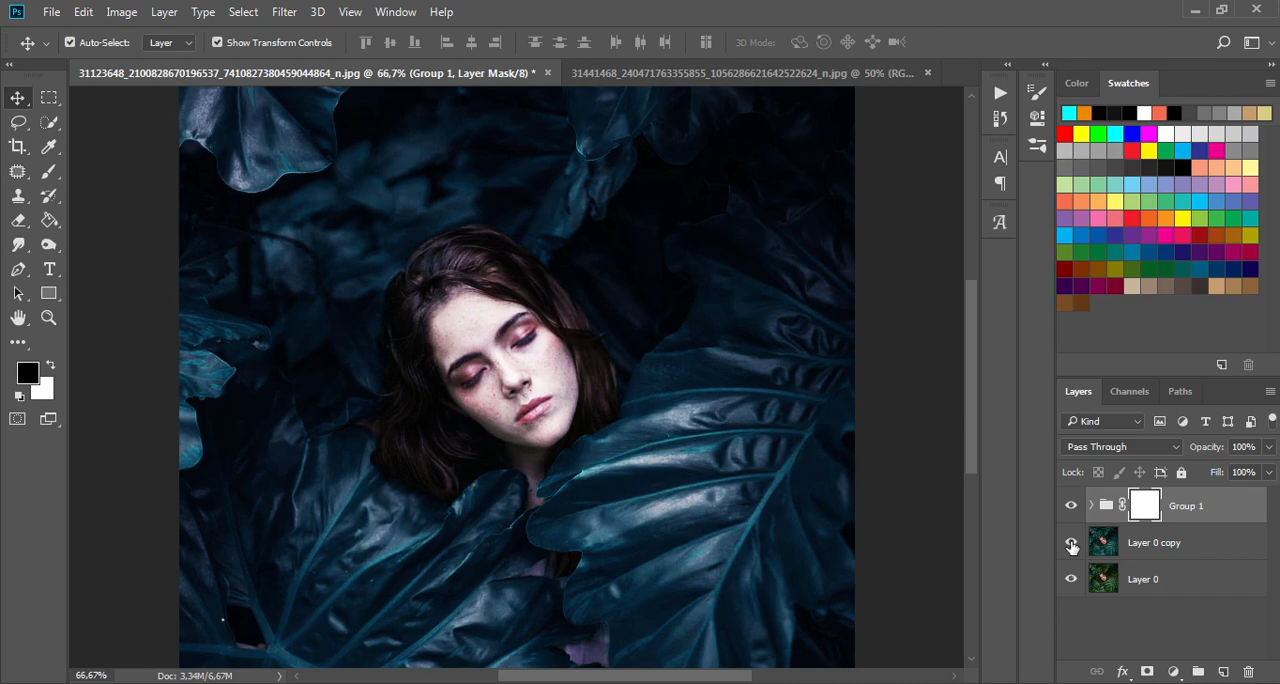 Ps File Edit Image Layer Type Select Filter 3D View Window Help
Auto-Select: Layer Show Transform Controls 3D Mode:
31123648_2100828670196537_7410827380459044864_n.jpg @ 66,7% (Group 1, Layer Mask/8) * × 31441468_240471763355855_1056286621642522624_n.jpg @ 50% (RG... ×
Color Swatches
Layers Channels Paths
Kind
Pass Through Opacity: 100%
Lock: Fill: 100%
Group 1
Layer 0 copy
Layer 0
66,67% Doc: 3,34M/6,67M